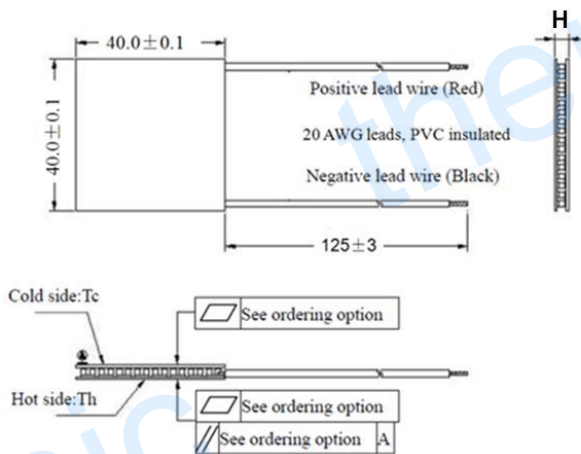 40.0±0.1
H
40.0±0.1
Positive lead wire (Red)
20 AWG leads, PVC insulated
Negative lead wire (Black)
125±3
Cold side:Tc
See ordering option
A
Hot side:Th
See ordering option
See ordering option A
the
ic